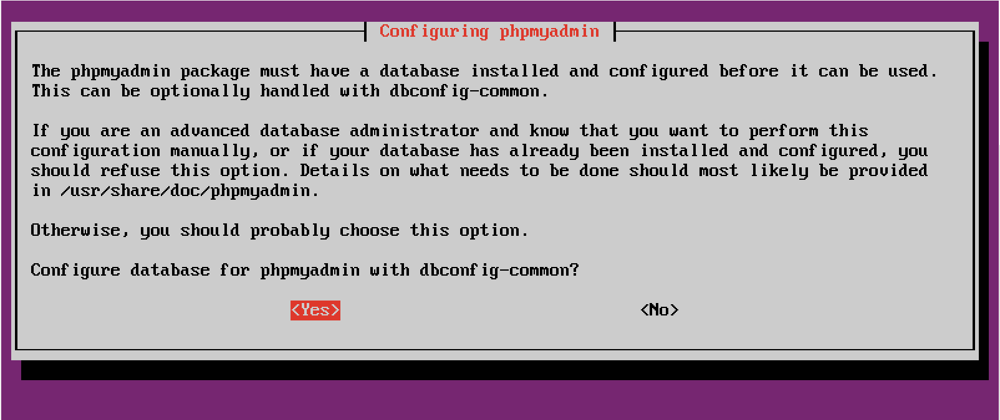 Configuring phpmyadmin
The phpmyadmin package must have a database installed and configured before it can be used.
This can be optionally handled with dbconfig-common.
If you are an advanced database administrator and know that you want to perform this
configuration manually, or if your database has already been installed and configured, you
should refuse this option. Details on what needs to be done should most likely be provided
in /usr/share/doc/phpmyadmin.
Otherwise, you should probably choose this option.
Configure database for phpmyadmin with dbconfig-common?
<Yes> <No>